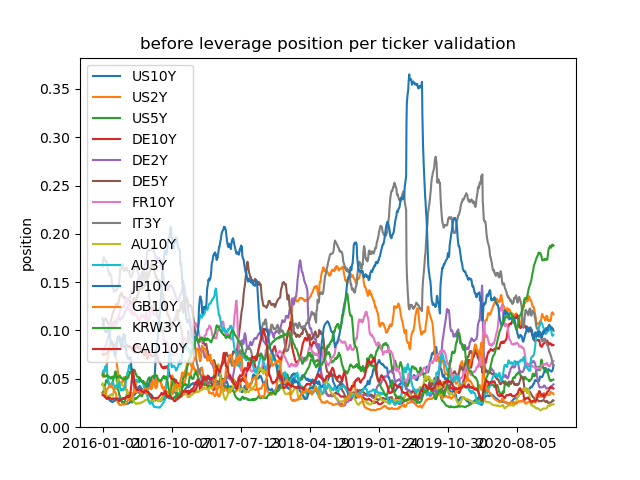 before leverage position per ticker validation
US10Y
US2Y
US5Y
DE10Y
DE2Y
DE5Y
FR10Y
IT3Y
AU10Y
AU3Y
JP10Y
GB10Y
KRW3Y
CAD10Y
position
0.35
0.30
0.25
0.20
0.15
0.10
0.05
0.00
2016-01-01 2016-10-07 2017-07-13 2018-04-19 2019-01-24 2019-10-30 2020-08-05